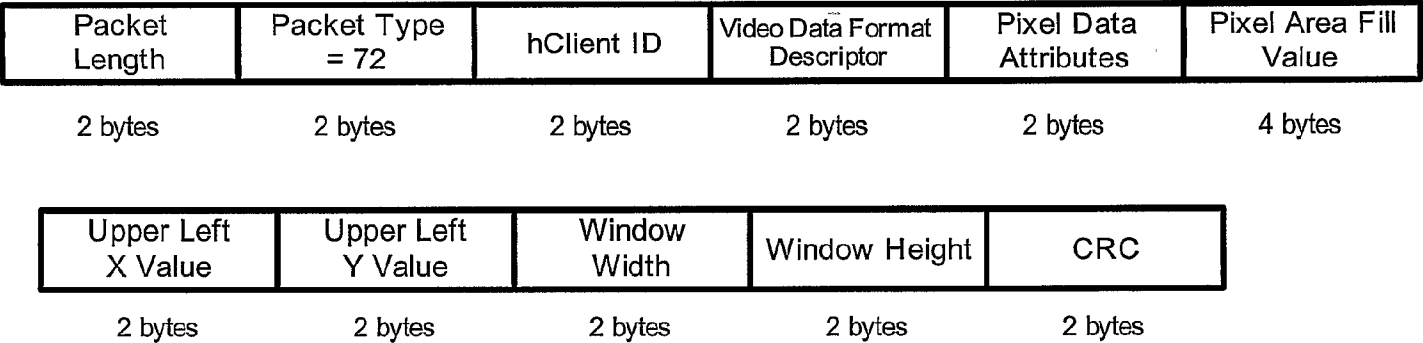 Packet Length
Packet Type = 72
hClient ID
Video Data Format Descriptor
Pixel Data Attributes
Pixel Area Fill Value
2 bytes
2 bytes
2 bytes
2 bytes
2 bytes
4 bytes
Upper Left X Value
Upper Left Y Value
Window Width
Window Height
CRC
2 bytes
2 bytes
2 bytes
2 bytes
2 bytes